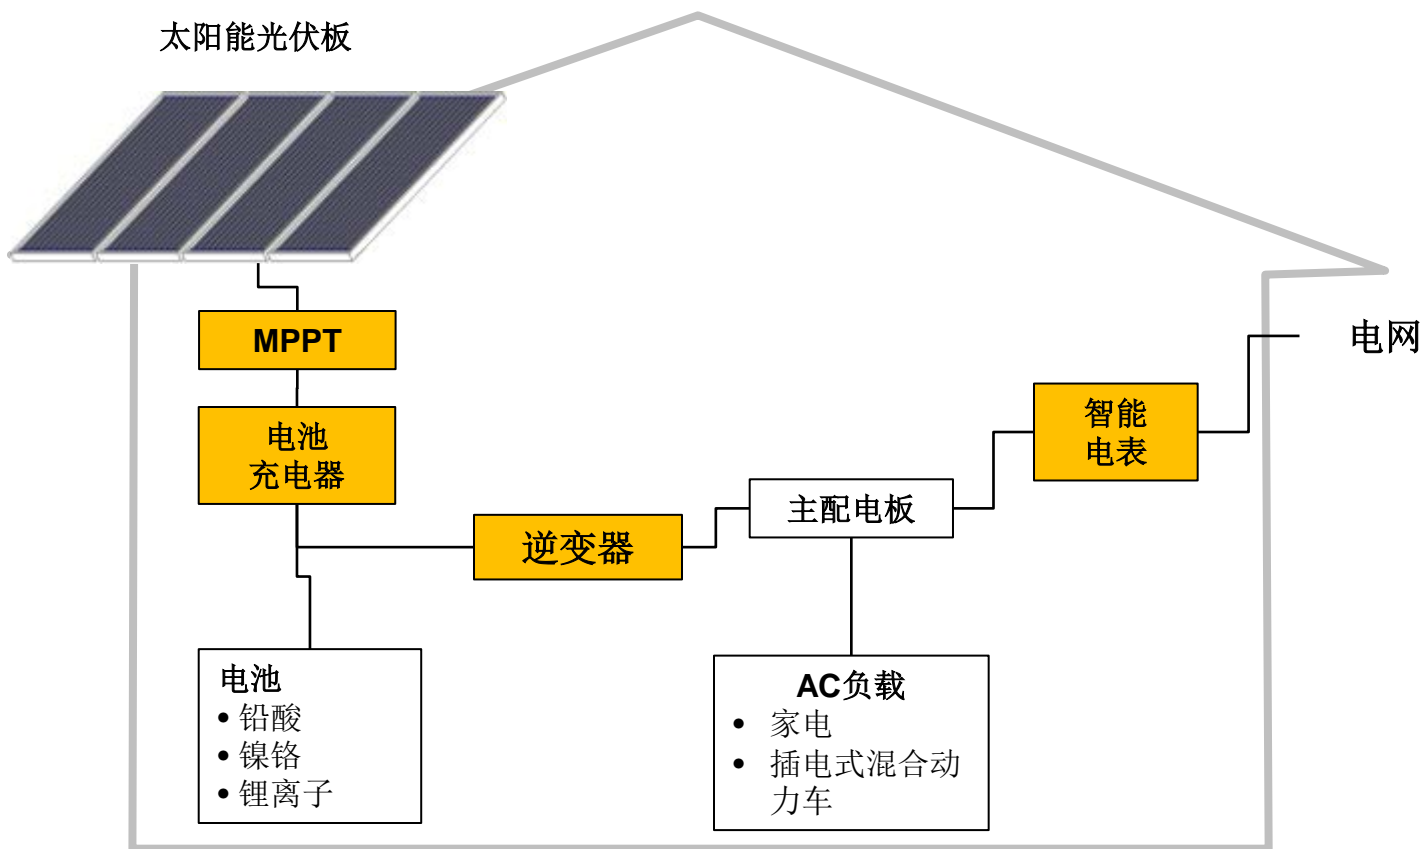 太阳能光伏板
MPPT
电网
智能
电表
电池
充电器
主配电板
逆变器
电池
• 铅酸
• 镍铬
• 锂离子
AC负载
• 家电
• 插电式混合动
力车